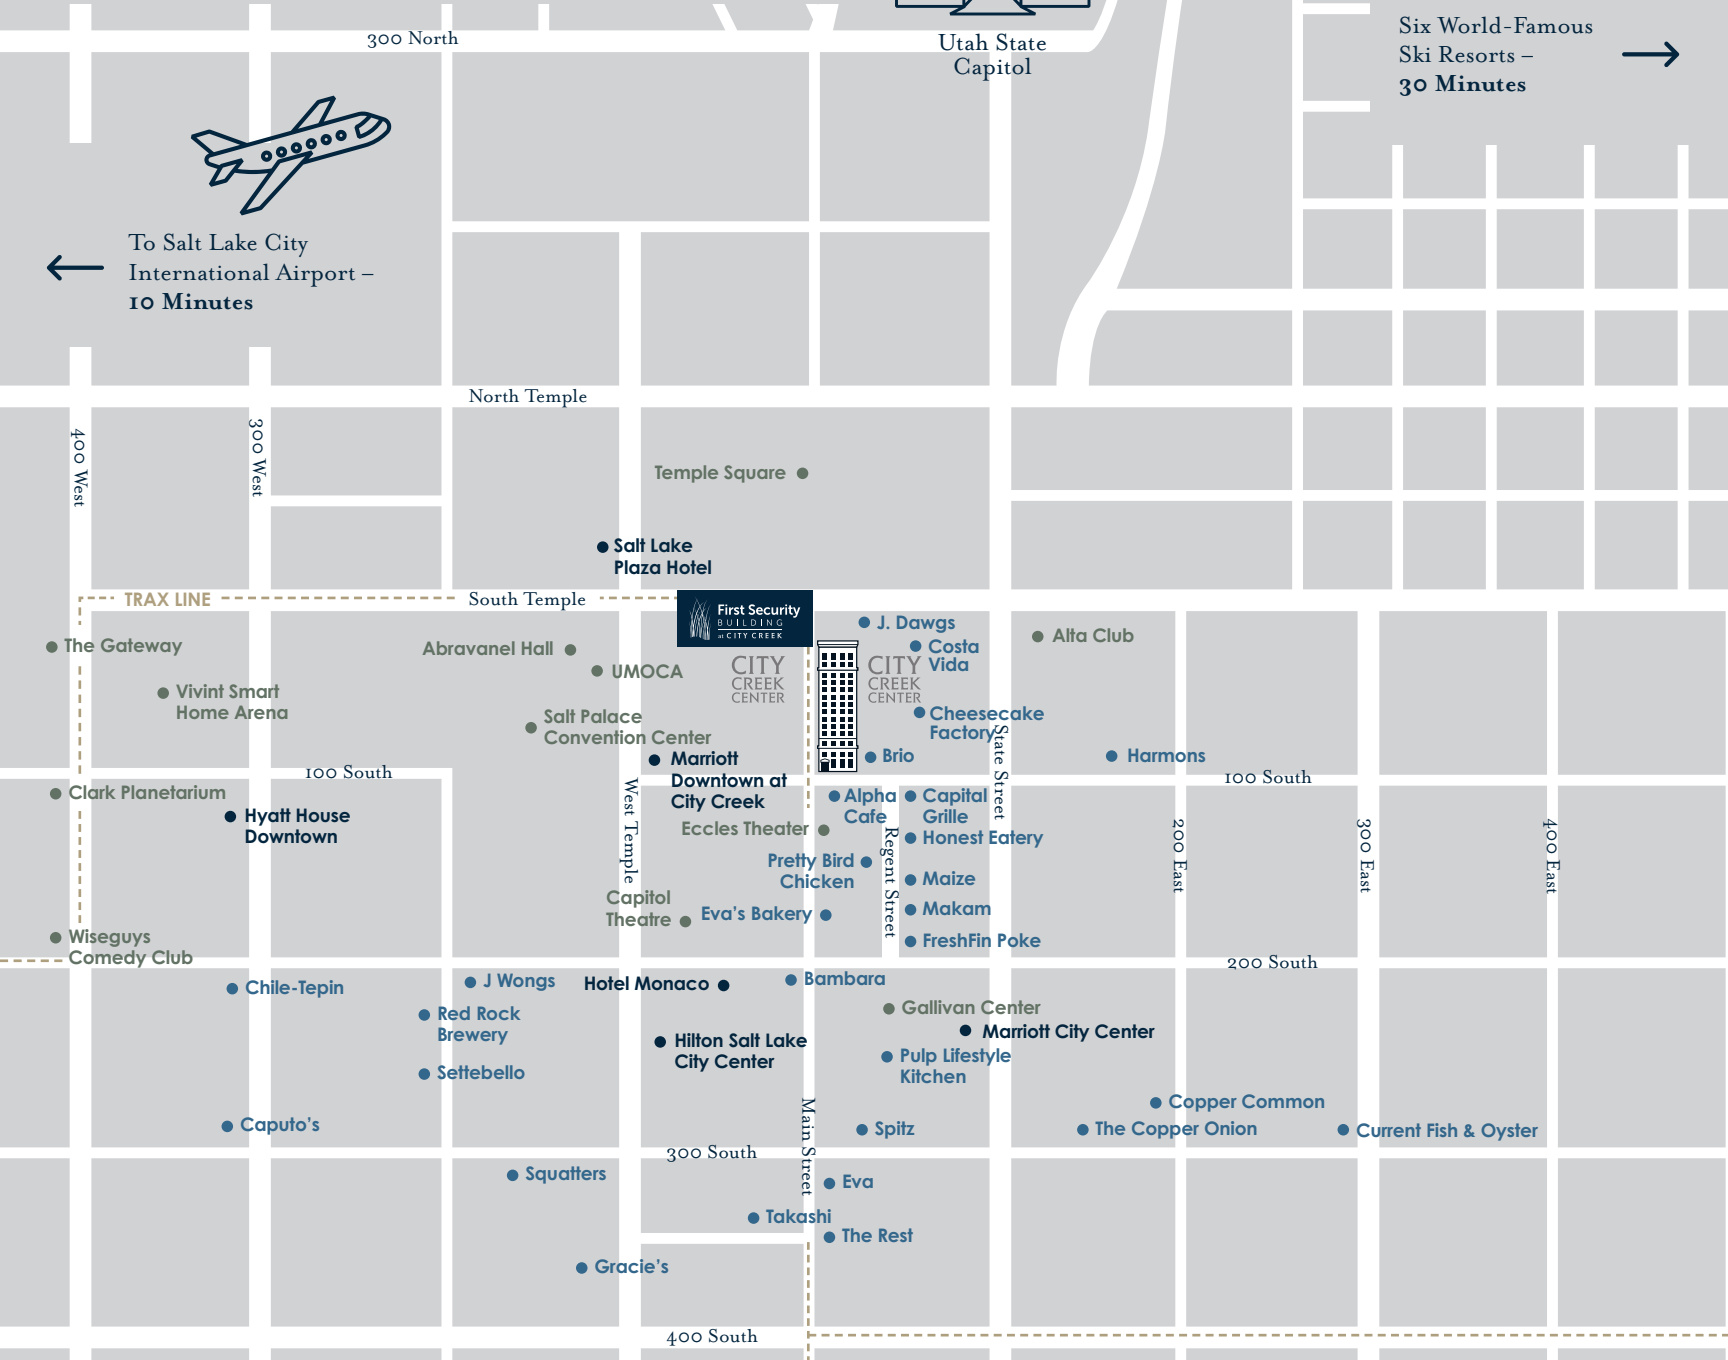 300 North
Utah State
Capitol
Six World-Famous
Ski Resorts –
30 Minutes
To Salt Lake City
International Airport –
10 Minutes
North Temple
400 West
300 West
Temple Square
Salt Lake
Plaza Hotel
TRAX LINE
South Temple
First Security
BUILDING
at CITY CREEK
J. Dawgs
Costa
Vida
Alta Club
The Gateway
Abravanel Hall
UMOCA
CITY
CREEK
CENTER
CITY
CREEK
CENTER
Vivint Smart
Home Arena
Salt Palace
Convention Center
Cheesecake
Factory
State Street
Marriott
Downtown at
City Creek
Brio
Harmons
100 South
100 South
Clark Planetarium
Hyatt House
Downtown
West Temple
Alpha
Cafe
Capital
Grille
Eccles Theater
Regent Street
Honest Eatery
200 East
300 East
400 East
Pretty Bird
Chicken
Maize
Capitol
Theatre
Eva's Bakery
Makam
Wiseguys
Comedy Club
FreshFin Poke
200 South
Chile-Tepin
J Wongs
Hotel Monaco
Bambara
Red Rock
Brewery
Gallivan Center
Marriott City Center
Hilton Salt Lake
City Center
Pulp Lifestyle
Kitchen
Settebello
Main Street
Copper Common
Caputo's
Spitz
The Copper Onion
Current Fish & Oyster
300 South
Squatters
Eva
Takashi
The Rest
Gracie's
400 South